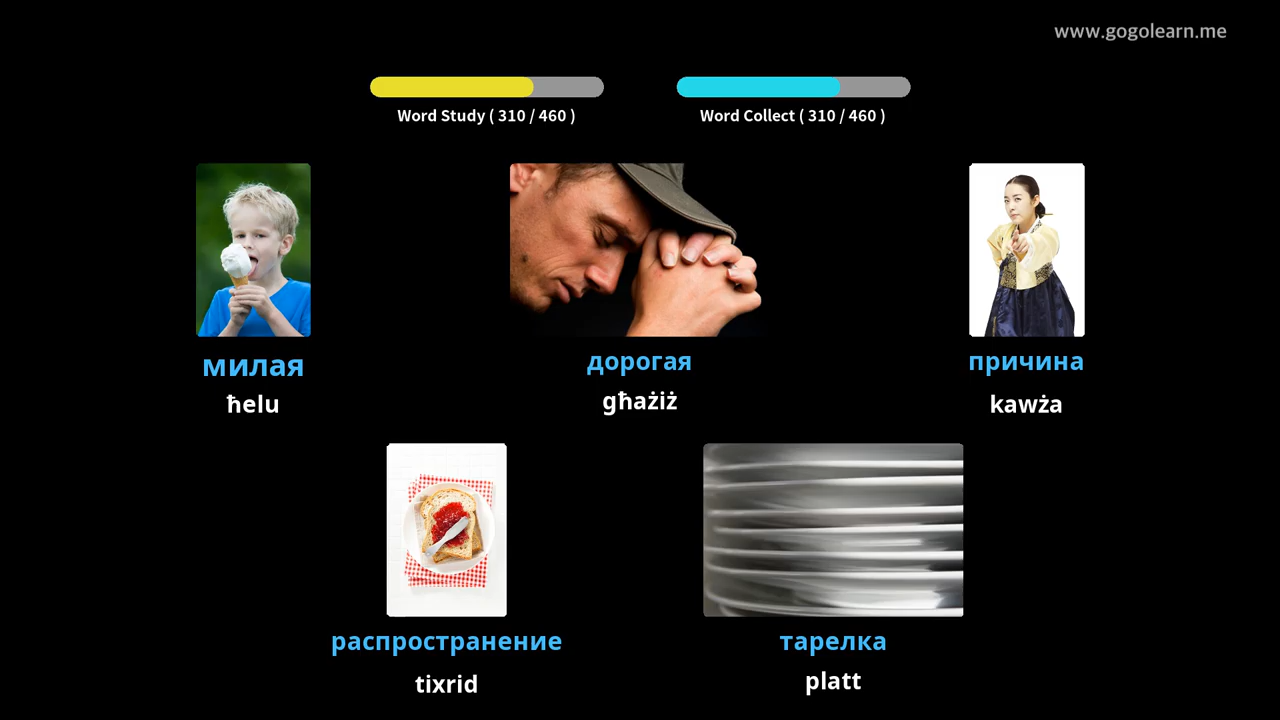 www.gogolearn.me
Word Study ( 310 / 460 )
Word Collect ( 310 / 460 )
милая
ħelu
дорогая
għażiż
причина
kawża
распространение
tixrid
тарелка
platt